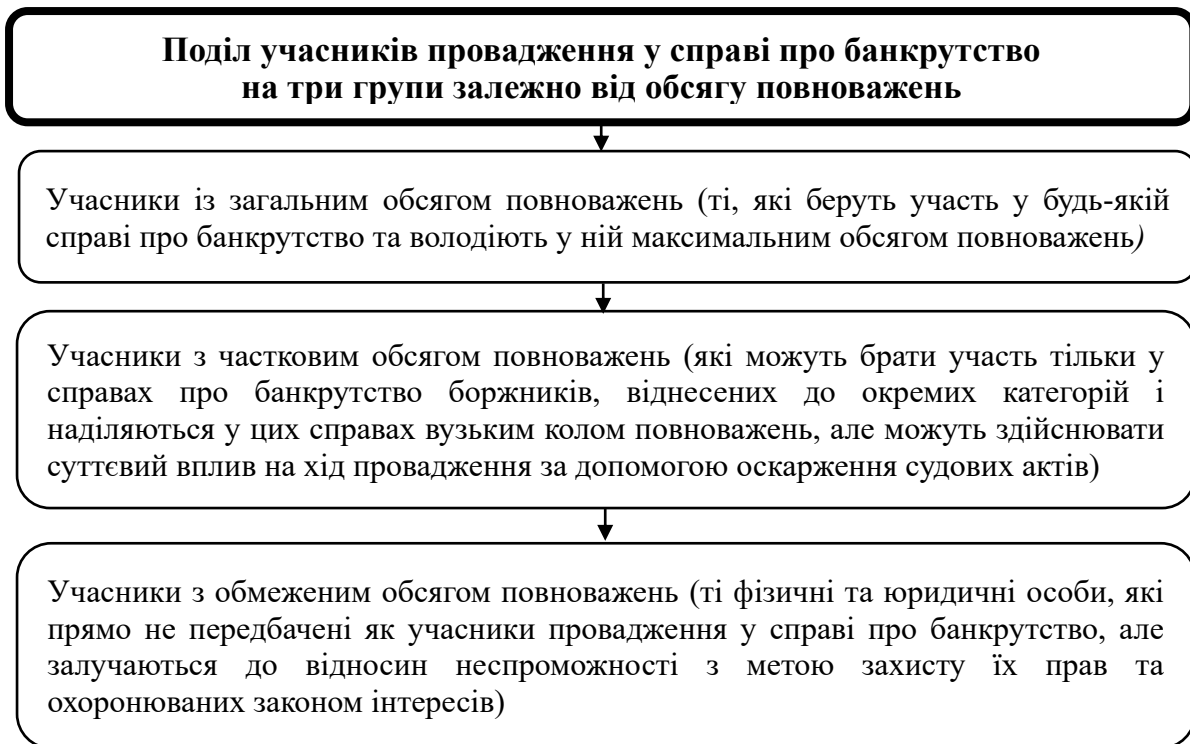 Поділ учасників провадження у справі про банкрутство
на три групи залежно від обсягу повноважень
Учасники із загальним обсягом повноважень (ті, які беруть участь у будь-якій
справі про банкрутство та володіють у ній максимальним обсягом повноважень)
Учасники з частковим обсягом повноважень (які можуть брати участь тільки у
справах про банкрутство боржників, віднесених до окремих категорій і
наділяються у цих справах вузьким колом повноважень, але можуть здійснювати
суттєвий вплив на хід провадження за допомогою оскарження судових актів)
Учасники з обмеженим обсягом повноважень (ті фізичні та юридичні особи, які
прямо не передбачені як учасники провадження у справі про банкрутство, але
залучаються до відносин неспроможності з метою захисту їх прав та
охоронюваних законом інтересів)